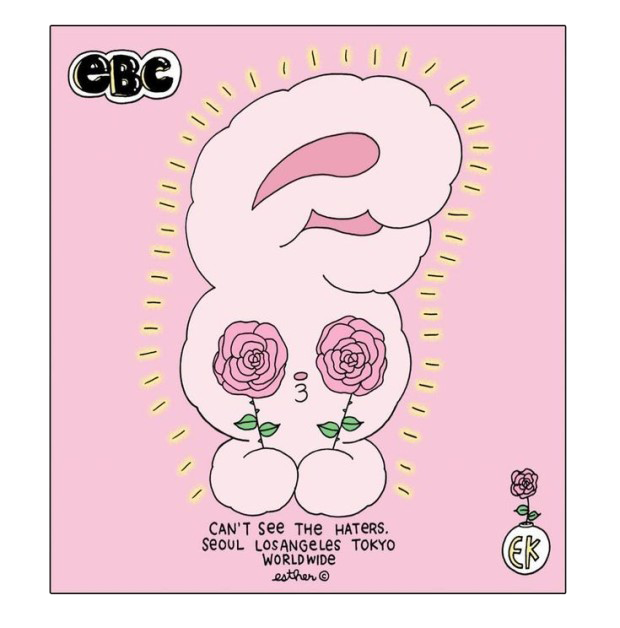 eBC
CAN'T See THE HATERS.
Seoul LOSANGeLeS TOKYO
WORLDWIDe
esther ©
EK